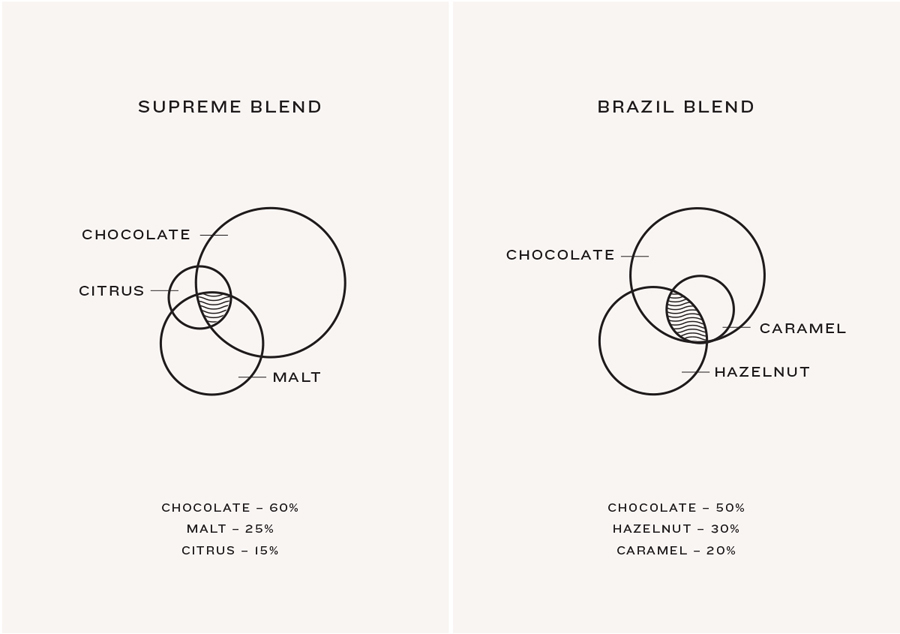 SUPREME BLEND
CHOCOLATE
CITRUS
MALT
CHOCOLATE – 60%
MALT – 25%
CITRUS – 15%
BRAZIL BLEND
CHOCOLATE
CARAMEL
HAZELNUT
CHOCOLATE – 50%
HAZELNUT – 30%
CARAMEL – 20%